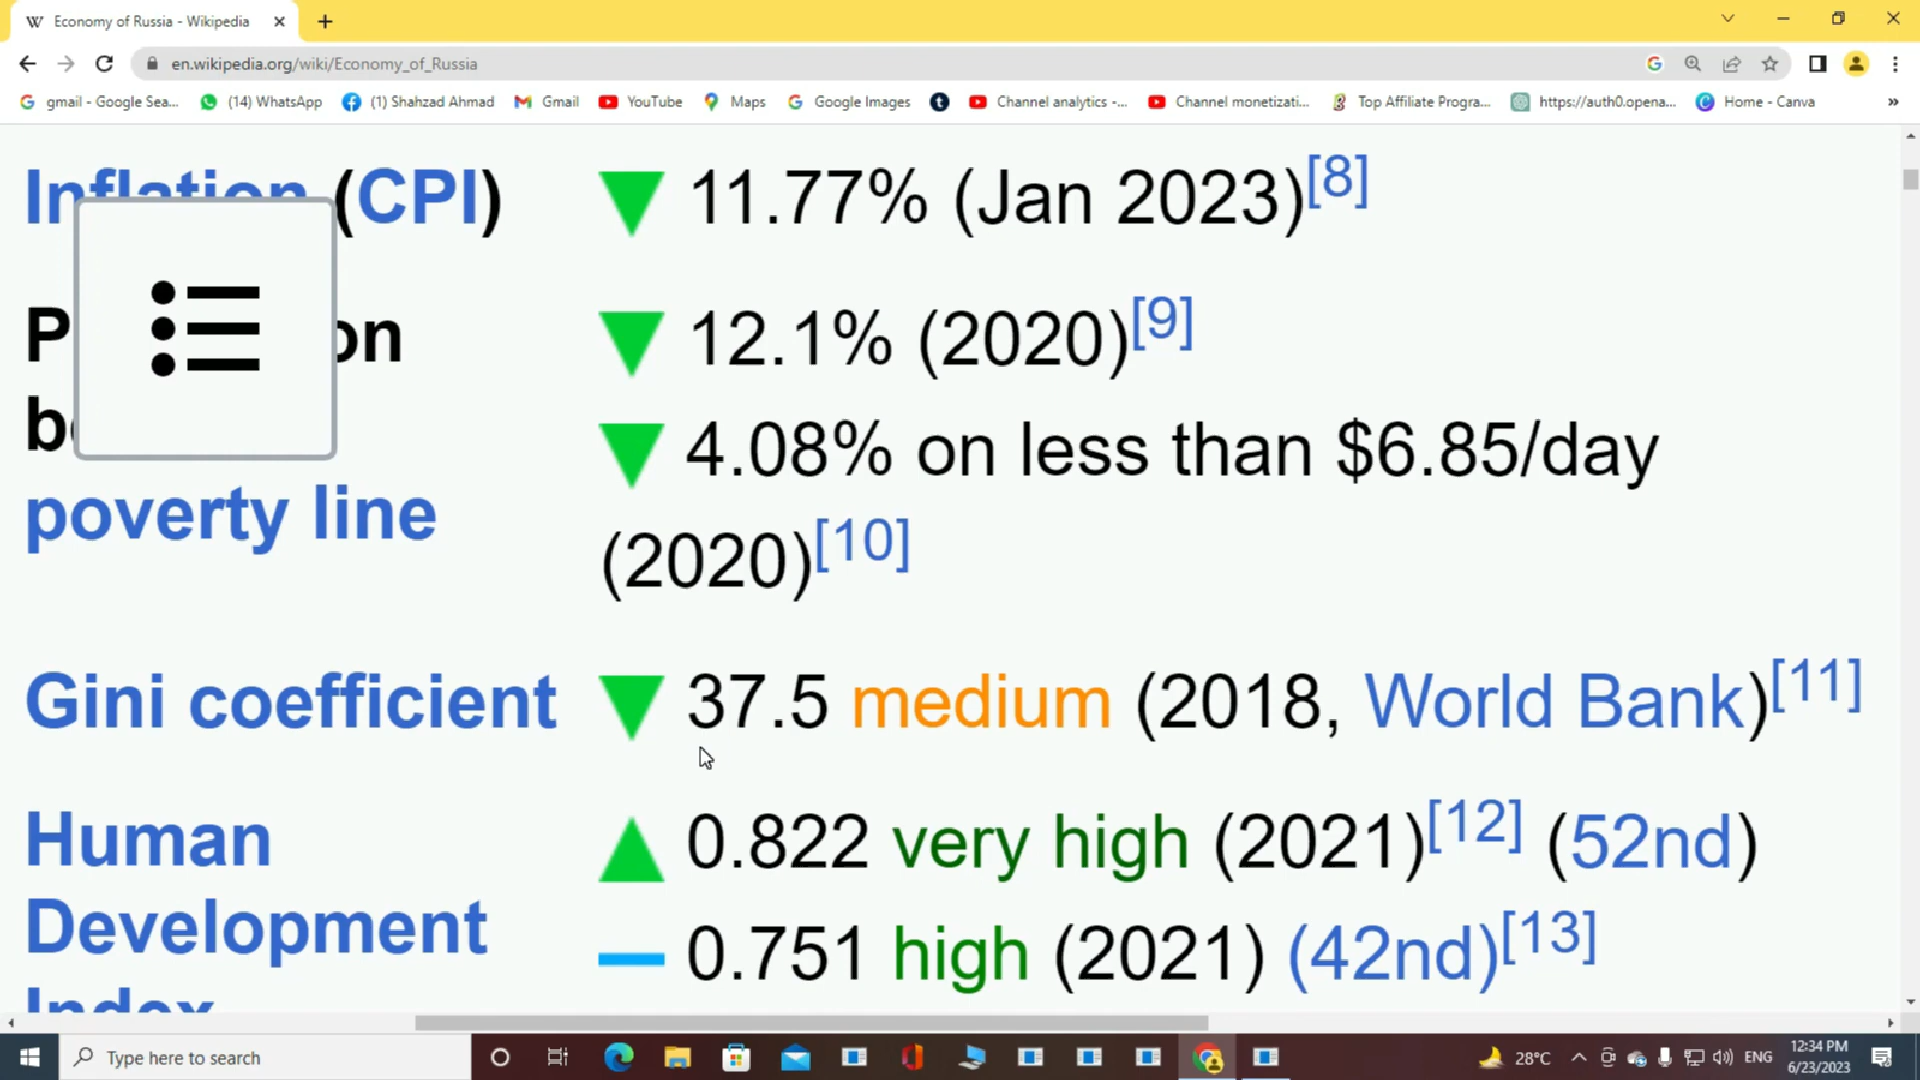 Economy of Russia - Wikipedia
en.wikipedia.org/wiki/Economy_of_Russia
gmail - Google Sea... (14) WhatsApp (1) Shahzad Ahmad Gmail YouTube Maps Google Images Channel analytics -... Channel monetizati... Top Affiliate Progra... https://auth0.opena... Home - Canva »
Inflation (CPI) 11.77% (Jan 2023)[8]
12.1% (2020)[9]
4.08% on less than $6.85/day
poverty line
(2020)[10]
Gini coefficient 37.5 medium (2018, World Bank)[11]
Human 0.822 very high (2021)[12] (52nd)
Development 0.751 high (2021) (42nd)[13]
Index
Type here to search
28°C ENG 12:34 PM
6/23/2023